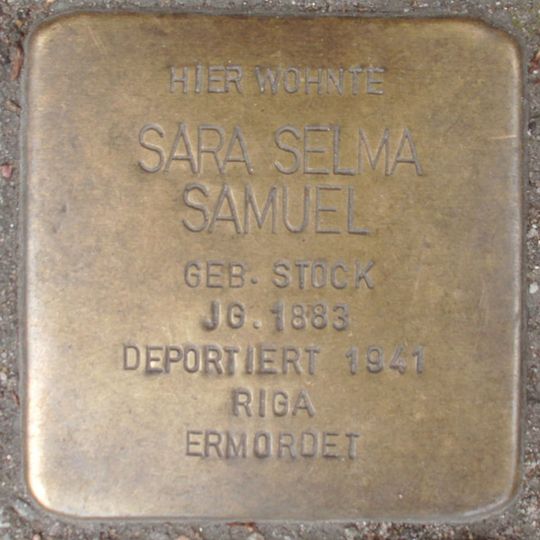 HIER WOHNTE
SARA SELMA
SAMUEL
GEB. STOCK
JG. 1883
DEPORTIERT 1941
RIGA
ERMORDET